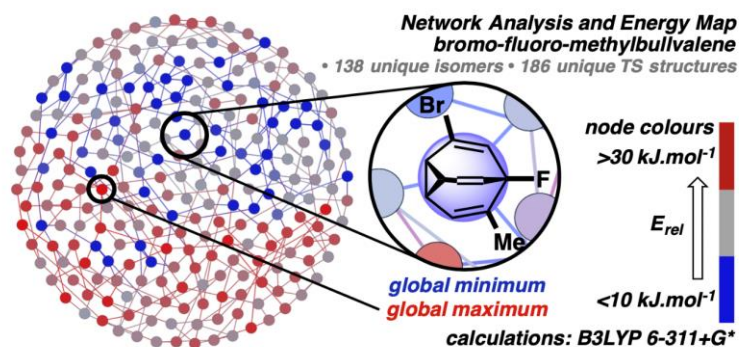 Network Analysis and Energy Map
bromo-fluoro-methylbullvalene
• 138 unique isomers • 186 unique TS structures
Br
F
Me
node colours
>30 kJ.mol⁻¹
E_rel
<10 kJ.mol⁻¹
global minimum
global maximum
calculations: B3LYP 6-311+G*